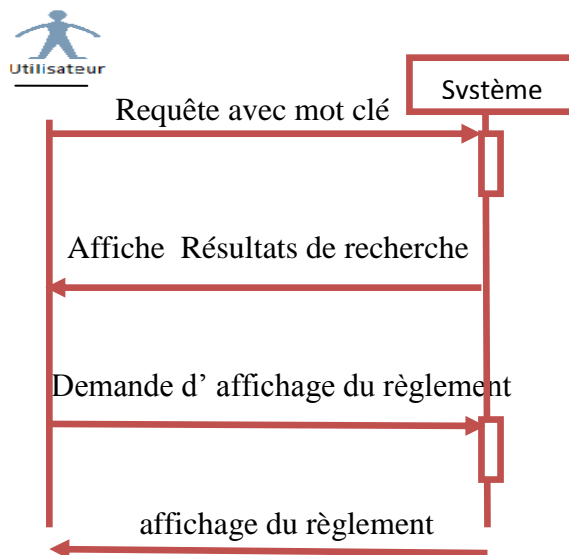 Utilisateur
Système
Requête avec mot clé
Affiche Résultats de recherche
Demande d’ affichage du règlement
affichage du règlement